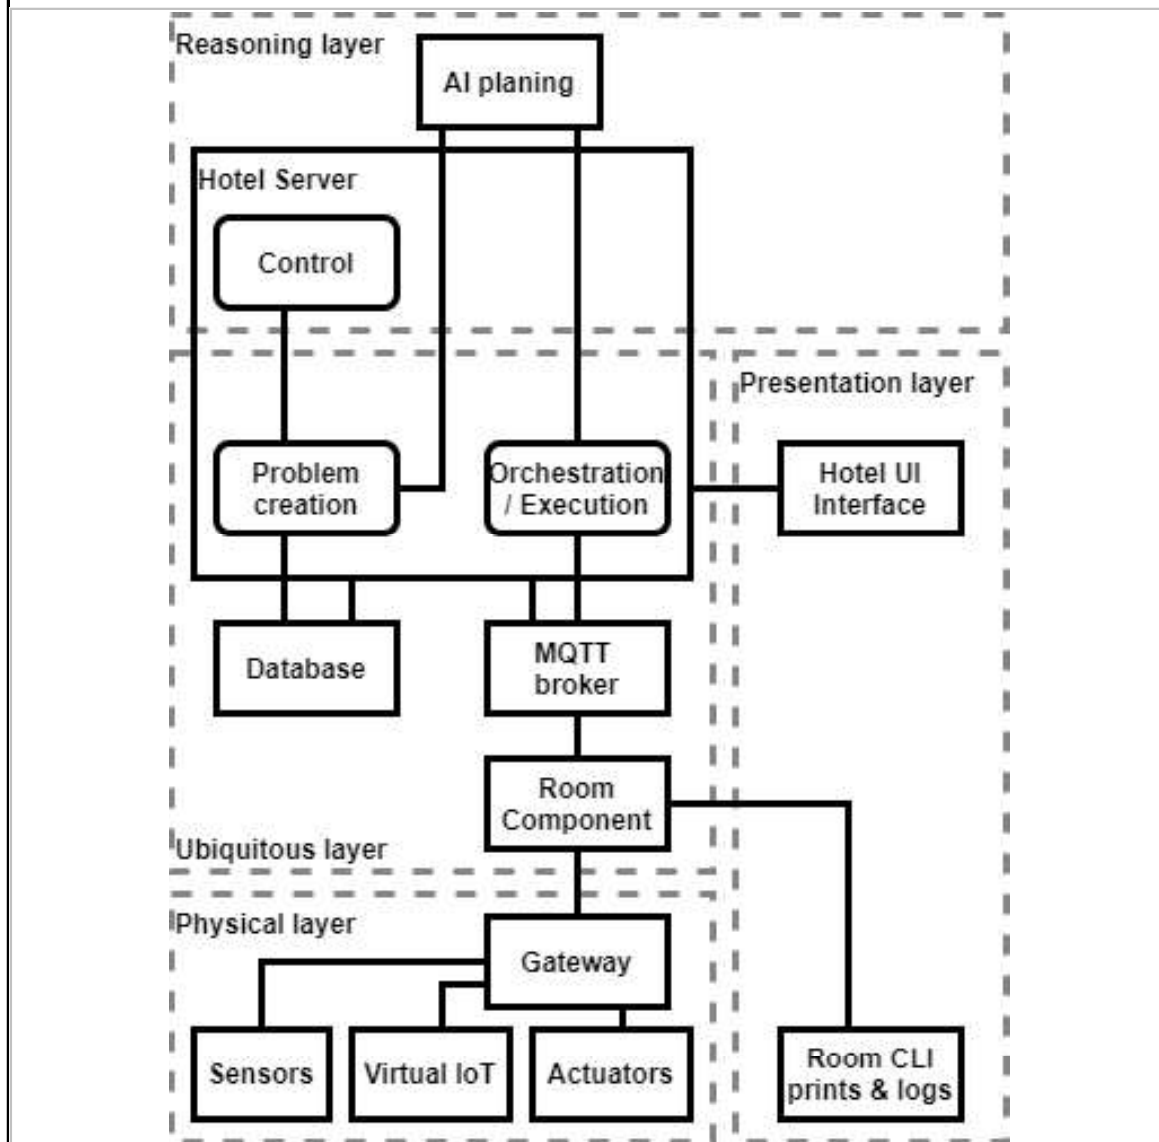 Reasoning layer
AI planing
Hotel Server
Control
Presentation layer
Problem
creation
Orchestration
/ Execution
Hotel UI
Interface
Database
MQTT
broker
Room
Component
Ubiquitous layer
Physical layer
Gateway
Sensors
Virtual IoT
Actuators
Room CLI
prints & logs